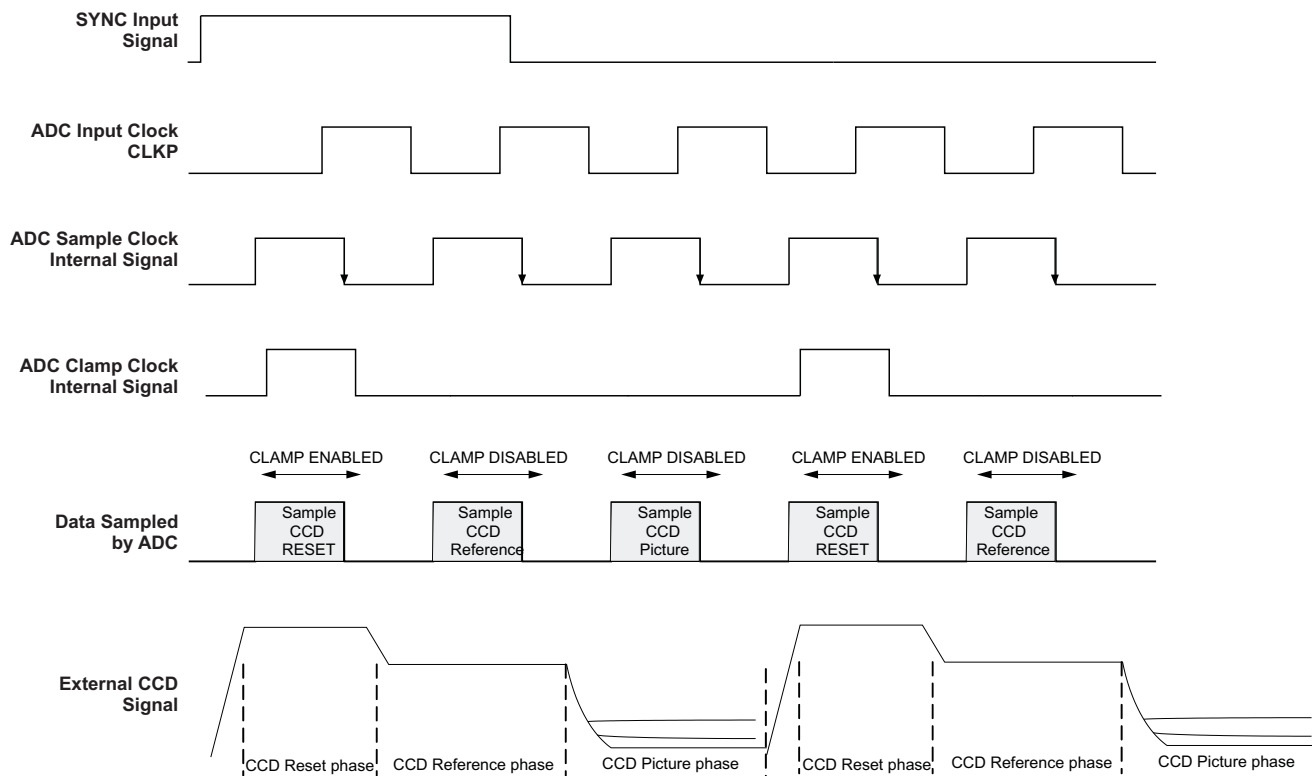 SYNC Input
Signal
ADC Input Clock
CLKP
ADC Sample Clock
Internal Signal
ADC Clamp Clock
Internal Signal
CLAMP ENABLED
CLAMP DISABLED
CLAMP DISABLED
CLAMP ENABLED
CLAMP DISABLED
Data Sampled
by ADC
Sample
CCD
RESET
Sample
CCD
Reference
Sample
CCD
Picture
Sample
CCD
RESET
Sample
CCD
Reference
External CCD
Signal
CCD Reset phase
CCD Reference phase
CCD Picture phase
CCD Reset phase
CCD Reference phase
CCD Picture phase